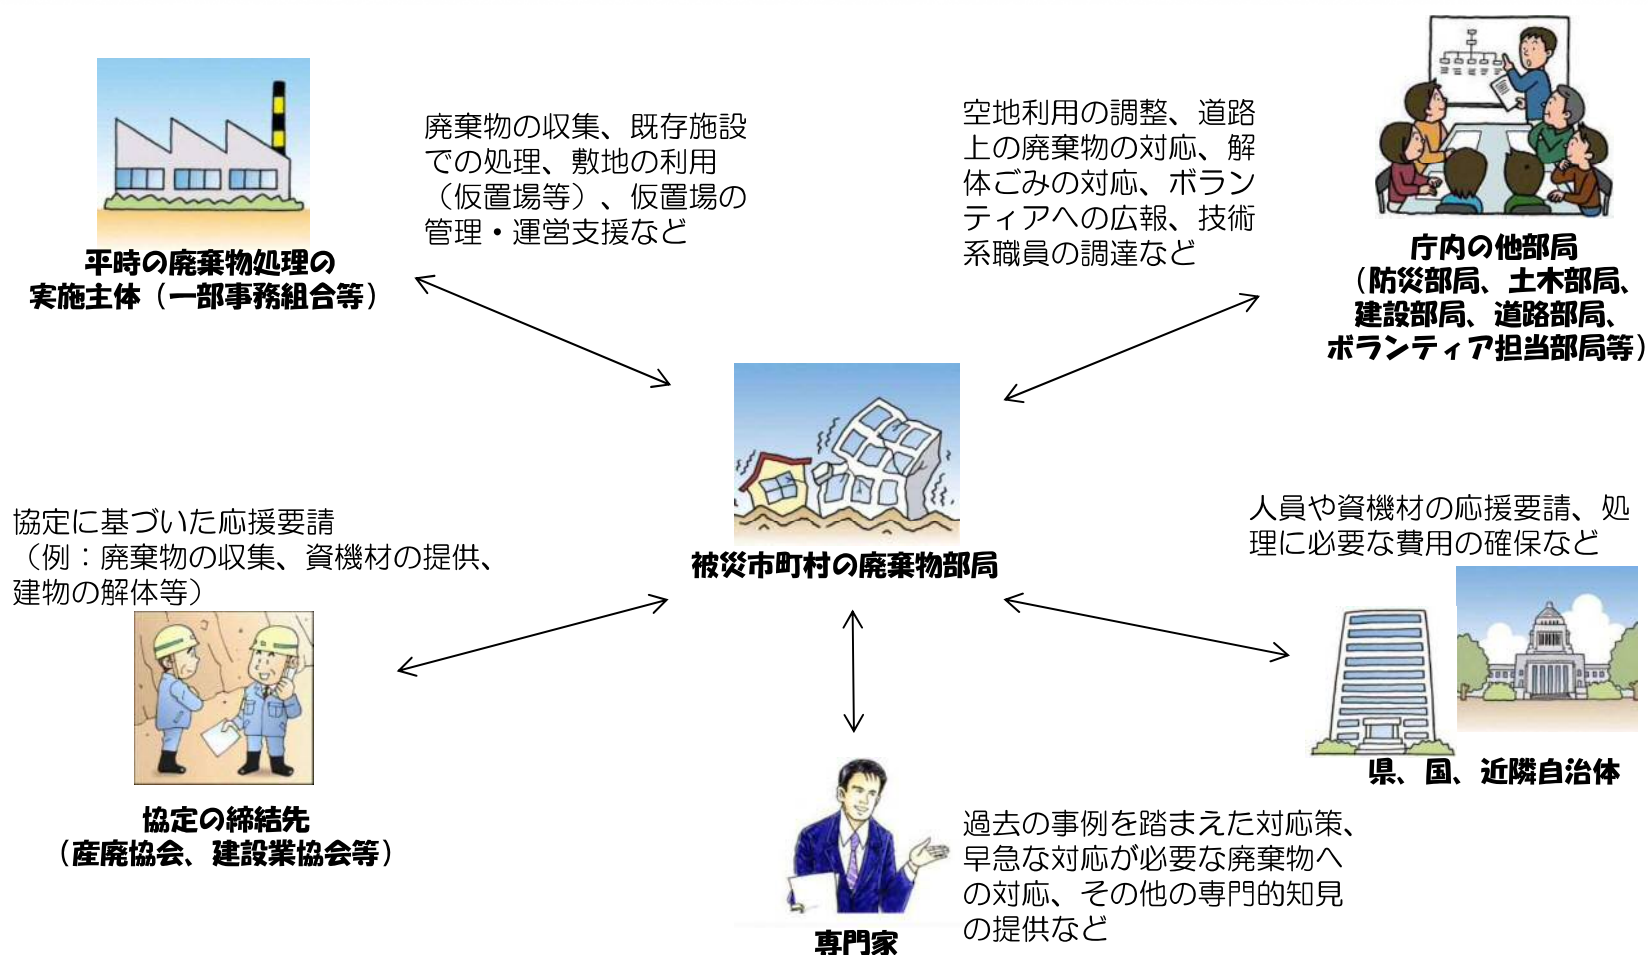 廃棄物の収集、既存施設
での処理、敷地の利用
（仮置場等）、仮置場の
管理・運営支援など
平時の廃棄物処理の
実施主体（一部事務組合等）
空地利用の調整、道路
上の廃棄物の対応、解
体ごみの対応、ボラン
ティアへの広報、技術
系職員の調達など
庁内の他部局
（防災部局、土木部局、
建設部局、道路部局、
ボランティア担当部局等）
被災市町村の廃棄物部局
協定に基づいた応援要請
（例：廃棄物の収集、資機材の提供、
建物の解体等）
協定の締結先
（産廃協会、建設業協会等）
人員や資機材の応援要請、処
理に必要な費用の確保など
県、国、近隣自治体
過去の事例を踏まえた対応策、
早急な対応が必要な廃棄物へ
の対応、その他の専門的知見
の提供など
専門家